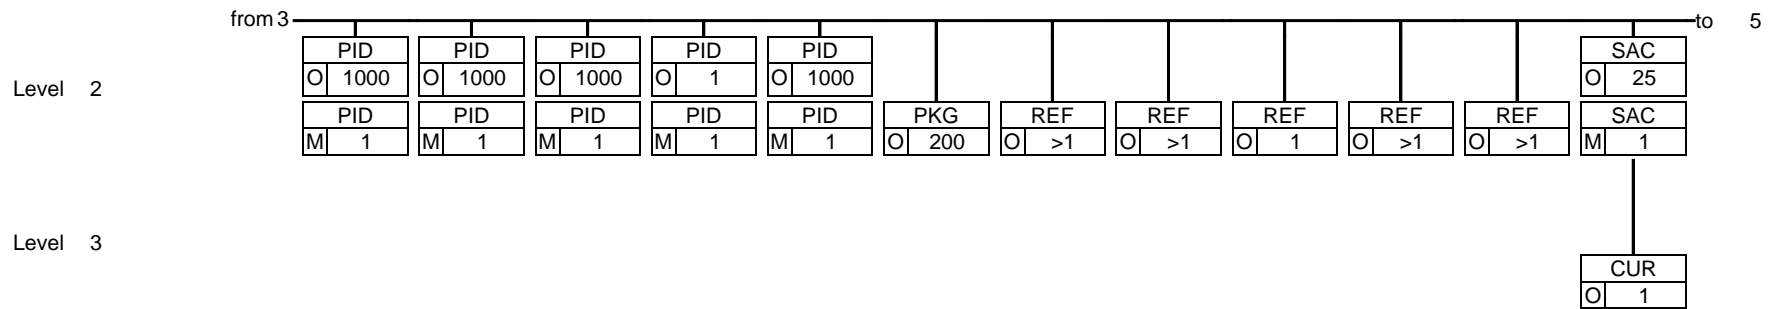 from 3 to 5
PID PID PID PID PID SAC
O 1000 O 1000 O 1000 O 1 O 1000 O 25
Level 2
PID PID PID PID PID PKG REF REF REF REF REF SAC
M 1 M 1 M 1 M 1 M 1 O 200 O >1 O >1 O 1 O >1 O >1 M 1
Level 3
CUR
O 1